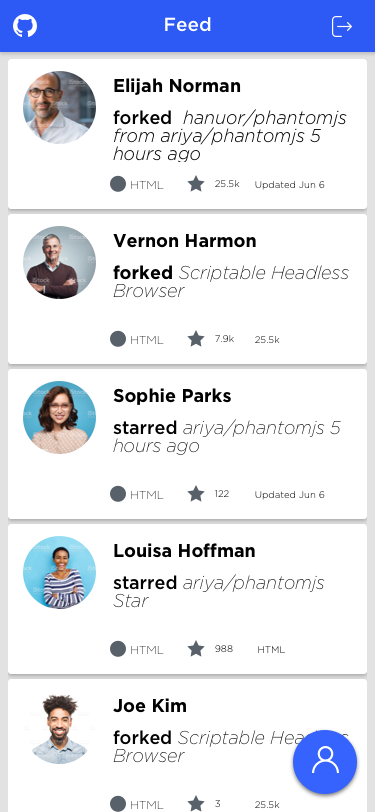 Feed
Elijah Norman
forked hanuor/phantomjs
from ariya/phantomjs 5
hours ago
HTML 25.5k Updated Jun 6
Vernon Harmon
forked Scriptable Headless
Browser
HTML 7.9k 25.5k
Sophie Parks
starred ariya/phantomjs 5
hours ago
HTML 122 Updated Jun 6
Louisa Hoffman
starred ariya/phantomjs
Star
HTML 988 HTML
Joe Kim
forked Scriptable
Browser
HTML 3 25.5k